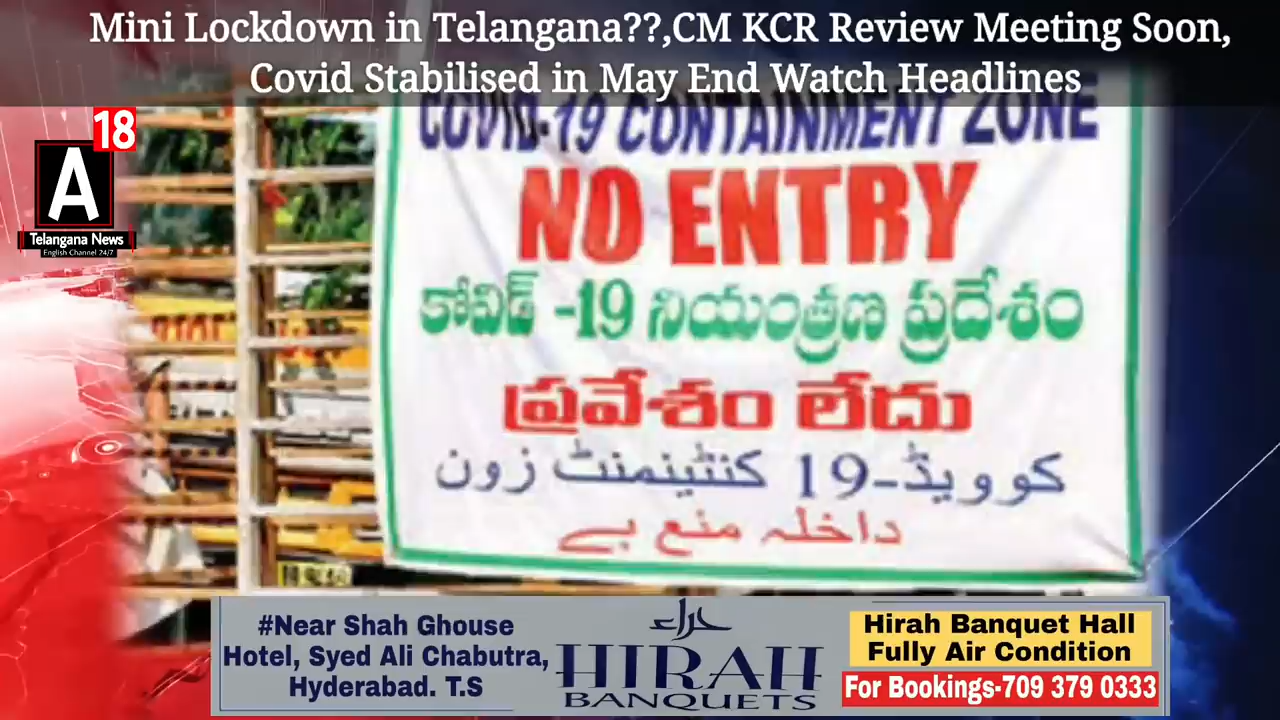 Mini Lockdown in Telangana??,CM KCR Review Meeting Soon,
Covid Stabilised in May End Watch Headlines
18
A
Telangana News
English Channel 24/7
COVID-19 CONTAINMENT ZONE
NO ENTRY
కోవిడ్ -19 నియంత్రణ ప్రదేశం
ప్రవేశం లేదు
کوویڈ-19 کنٹینمنٹ زون
داخلہ منع ہے
#Near Shah Ghouse
Hotel, Syed Ali Chabutra,
Hyderabad. T.S
حراء
HIRAH
BANQUETS
Hirah Banquet Hall
Fully Air Condition
For Bookings-709 379 0333